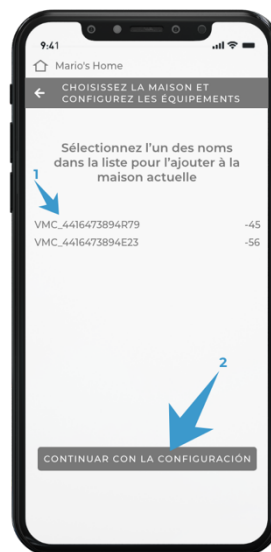 9:41
Mario's Home
CHOISISSEZ LA MAISON ET
CONFIGUREZ LES ÉQUIPEMENTS
Sélectionnez l'un des noms
dans la liste pour l'ajouter à la
maison actuelle
1
VMC_4416473894R79 -45
VMC_4416473894E23 -56
2
CONTINUAR CON LA CONFIGURACIÓN